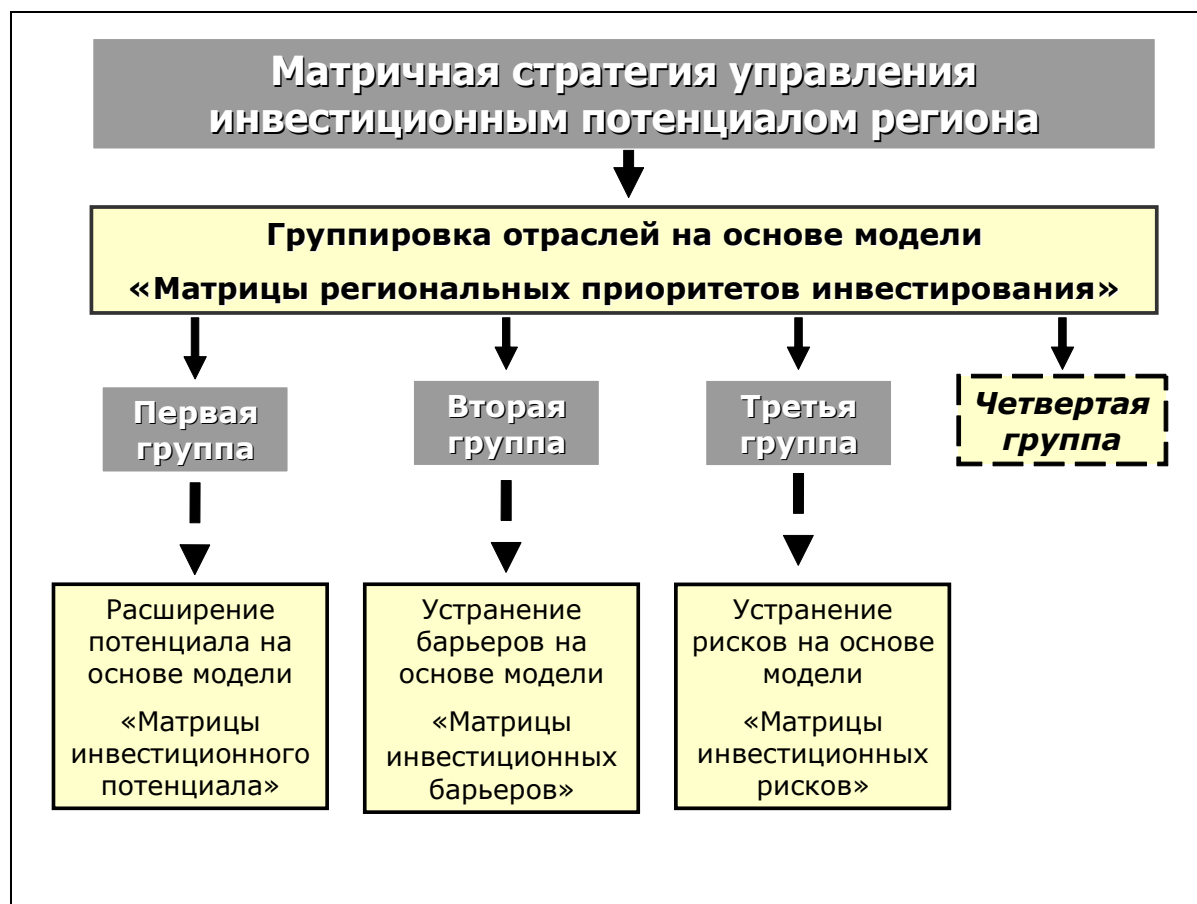 Матричная стратегия управления
инвестиционным потенциалом региона
Группировка отраслей на основе модели
«Матрицы региональных приоритетов инвестирования»
Первая
группа
Вторая
группа
Третья
группа
Четвертая
группа
Расширение
потенциала на
основе модели
«Матрицы
инвестиционного
потенциала»
Устранение
барьеров на
основе модели
«Матрицы
инвестиционных
барьеров»
Устранение
рисков на основе
модели
«Матрицы
инвестиционных
рисков»